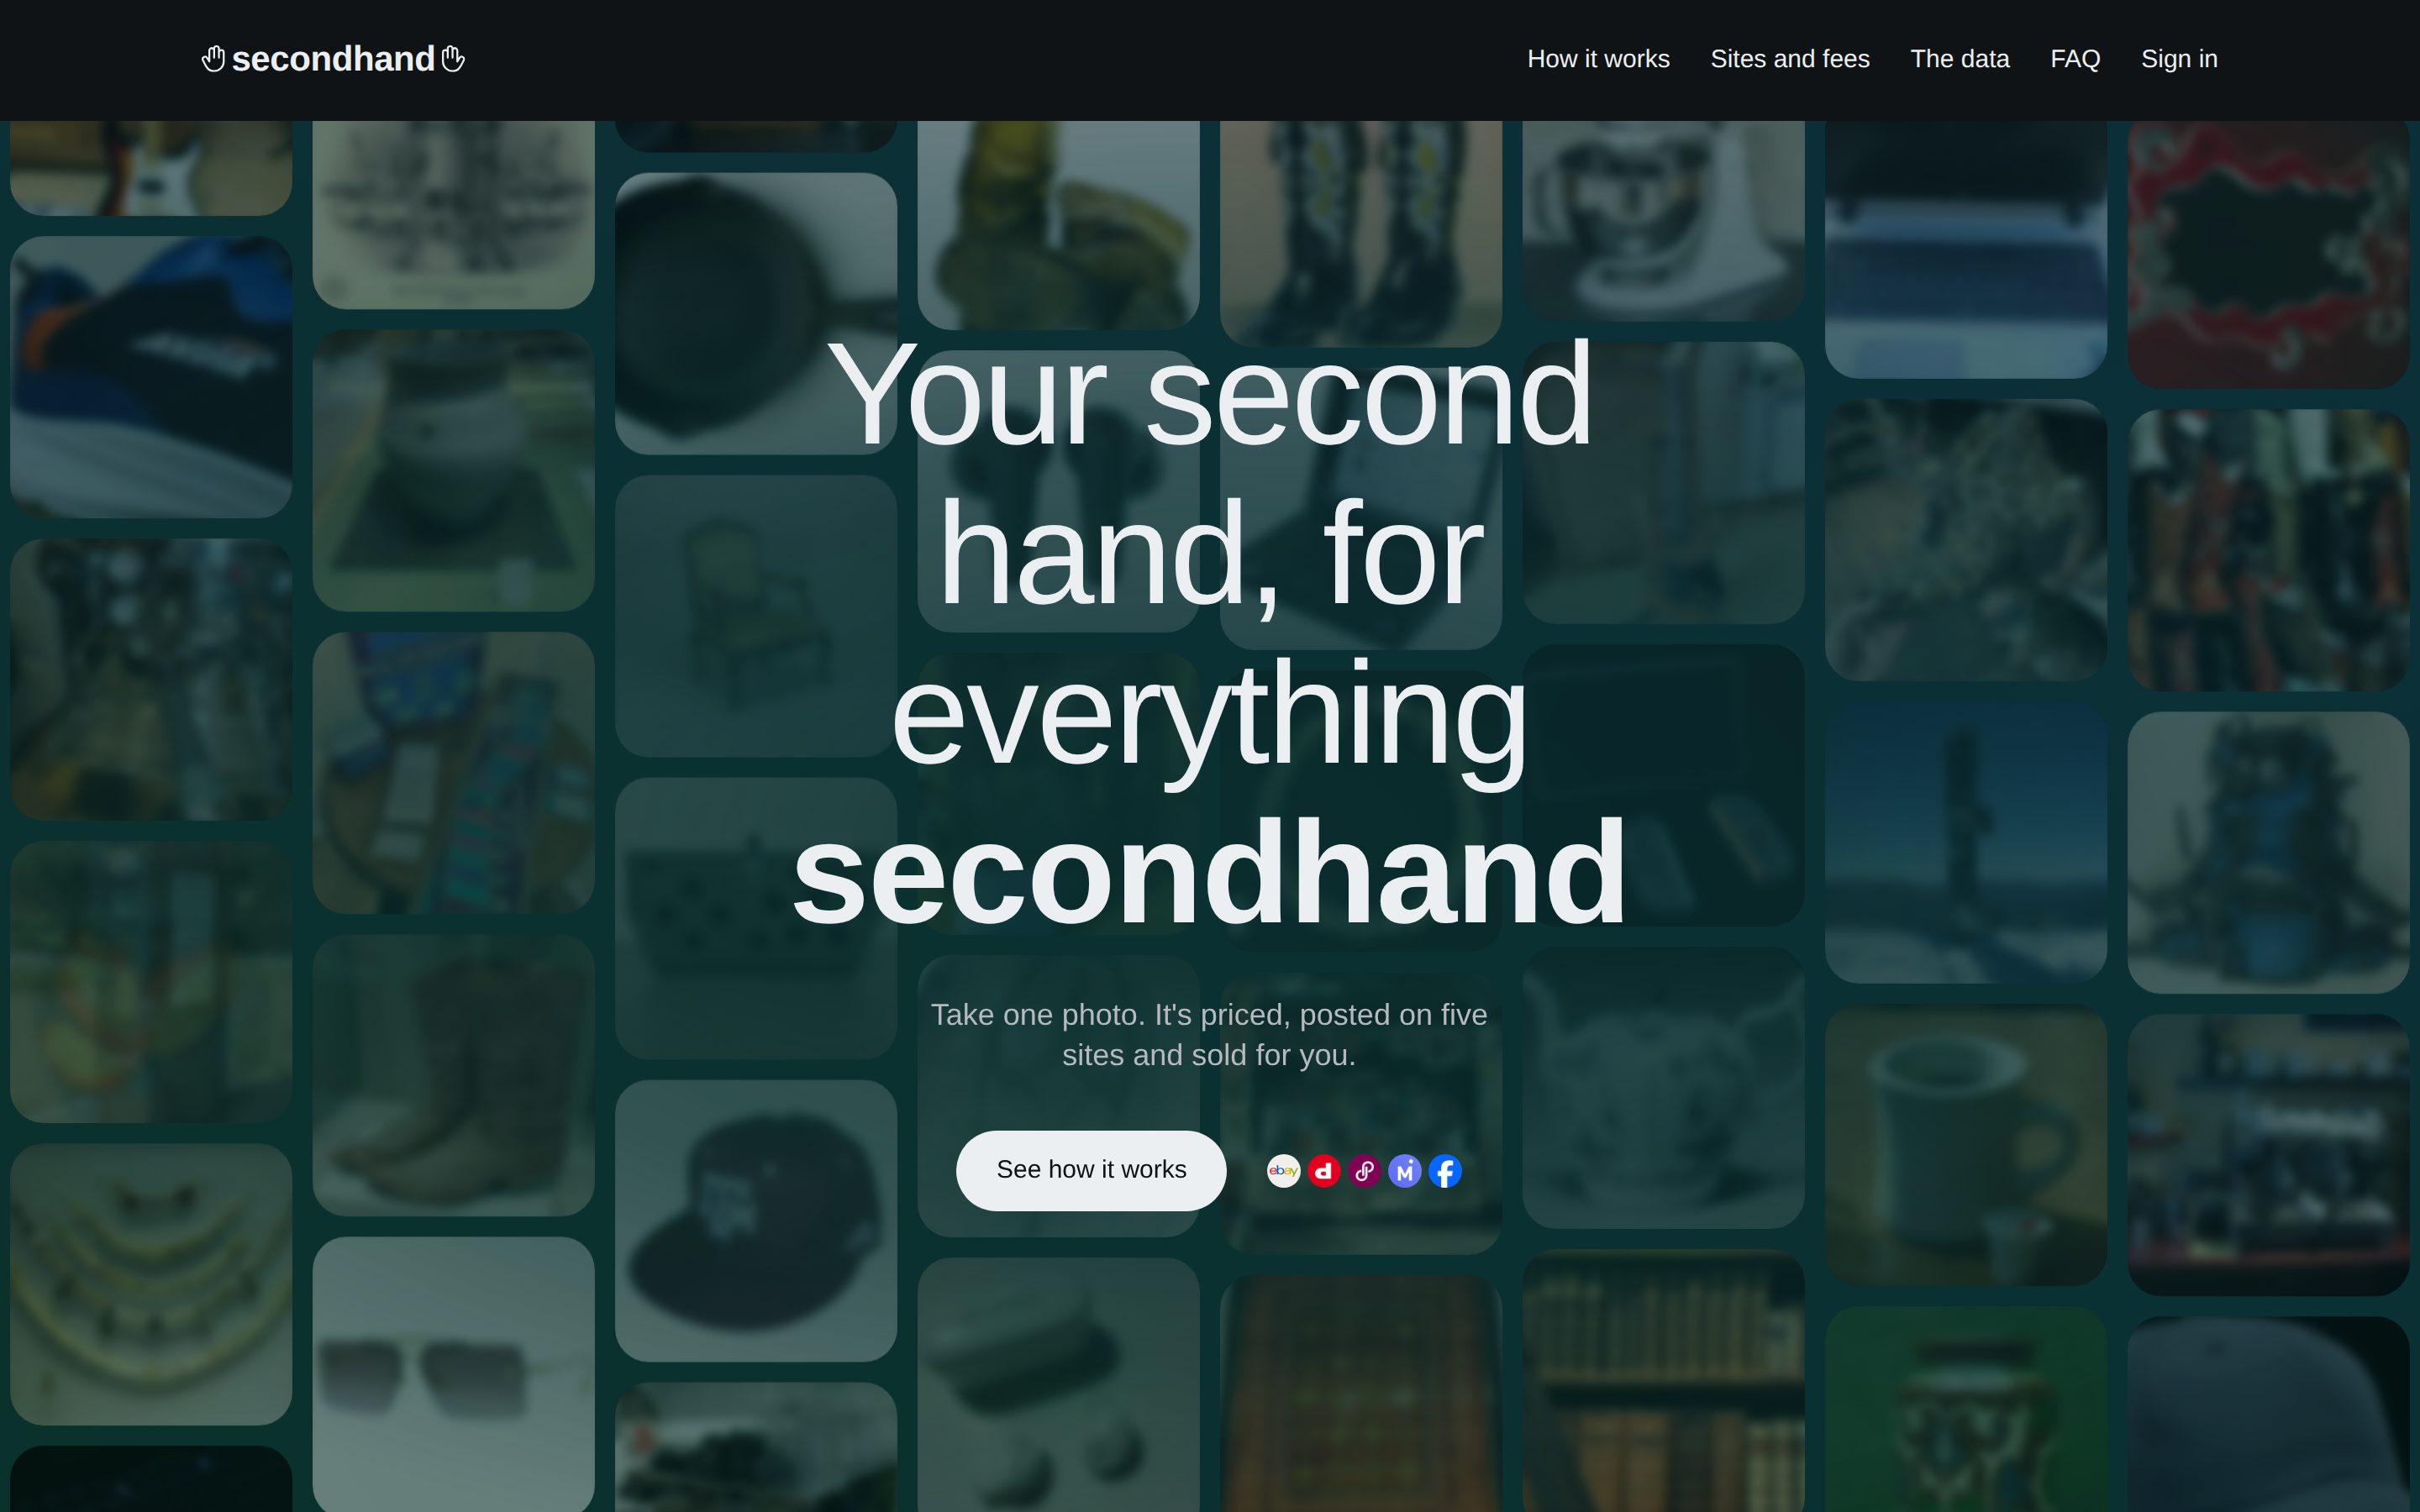 secondhand
How it works Sites and fees The data FAQ Sign in
Your second
hand, for
everything
secondhand
Take one photo. It's priced, posted on five
sites and sold for you.
See how it works
ebay